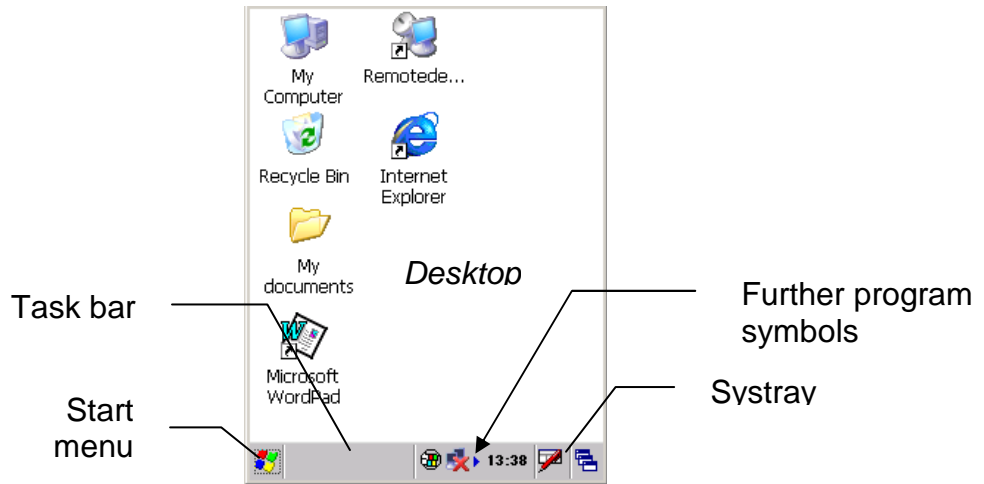 My
Computer
Remotede...
Recycle Bin
Internet
Explorer
My
documents
Desktop
Microsoft
WordPad
Task bar
Start
menu
Further program
symbols
Systray
13:38